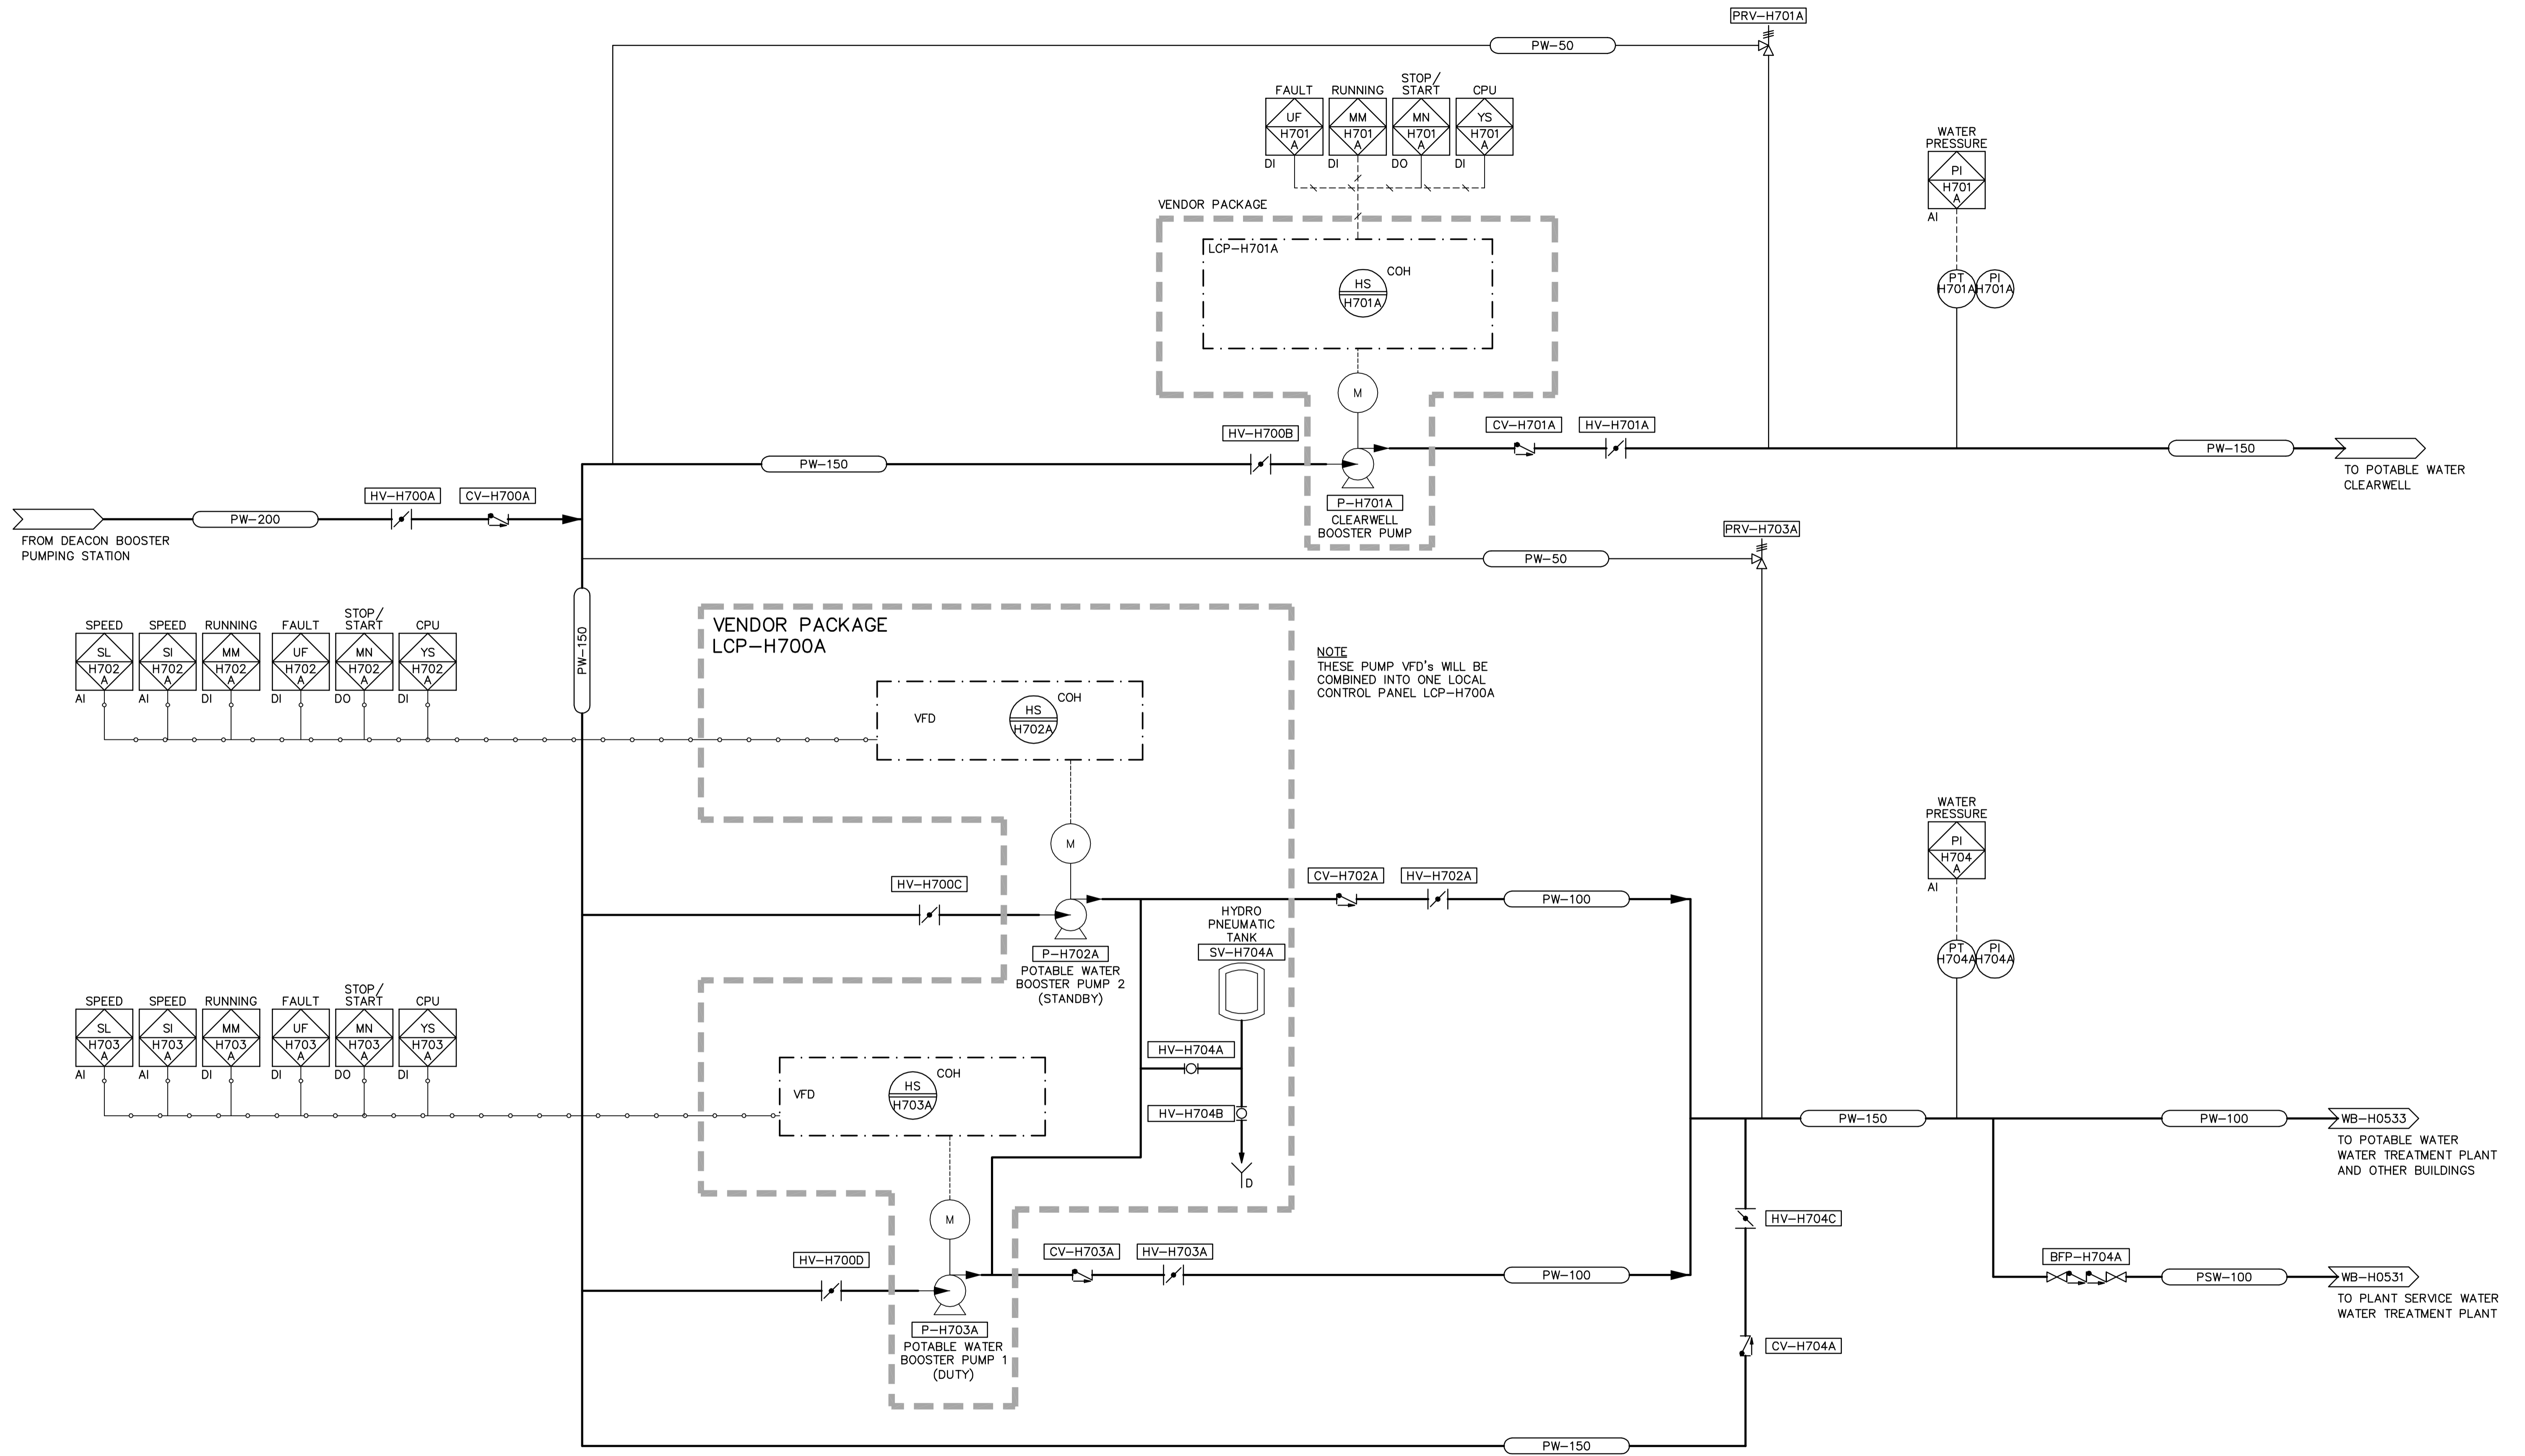 PRV-H701A
PW-50
FAULT
UF
H701
A
DI
RUNNING
MM
H701
A
DI
STOP/
START
MN
H701
A
DO
CPU
YS
H701
A
DI
WATER
PRESSURE
PI
H701
A
AI
PT
H701A
PI
H701A
VENDOR PACKAGE
LCP-H701A
HS
H701A
COH
M
HV-H700B
CV-H701A
HV-H701A
PW-150
PW-150
TO POTABLE WATER
CLEARWELL
P-H701A
CLEARWELL
BOOSTER PUMP
HV-H700A
CV-H700A
PW-200
FROM DEACON BOOSTER
PUMPING STATION
PRV-H703A
PW-50
PW-150
SPEED
SL
H702
A
AI
SPEED
SI
H702
A
AI
RUNNING
MM
H702
A
DI
FAULT
UF
H702
A
DI
STOP/
START
MN
H702
A
DO
CPU
YS
H702
A
DI
VENDOR PACKAGE
LCP-H700A
VFD
HS
H702A
COH
NOTE
THESE PUMP VFD's WILL BE
COMBINED INTO ONE LOCAL
CONTROL PANEL LCP-H700A
M
HV-H700C
P-H702A
POTABLE WATER
BOOSTER PUMP 2
(STANDBY)
HYDRO
PNEUMATIC
TANK
SV-H704A
CV-H702A
HV-H702A
PW-100
WATER
PRESSURE
PI
H704
A
AI
PT
H704A
PI
H704A
SPEED
SL
H703
A
AI
SPEED
SI
H703
A
AI
RUNNING
MM
H703
A
DI
FAULT
UF
H703
A
DI
STOP/
START
MN
H703
A
DO
CPU
YS
H703
A
DI
VFD
HS
H703A
COH
HV-H704A
HV-H704B
D
M
HV-H700D
P-H703A
POTABLE WATER
BOOSTER PUMP 1
(DUTY)
CV-H703A
HV-H703A
PW-100
PW-150
PW-100
WB-H0533
TO POTABLE WATER
WATER TREATMENT PLANT
AND OTHER BUILDINGS
HV-H704C
BFP-H704A
PSW-100
WB-H0531
TO PLANT SERVICE WATER
WATER TREATMENT PLANT
CV-H704A
PW-150